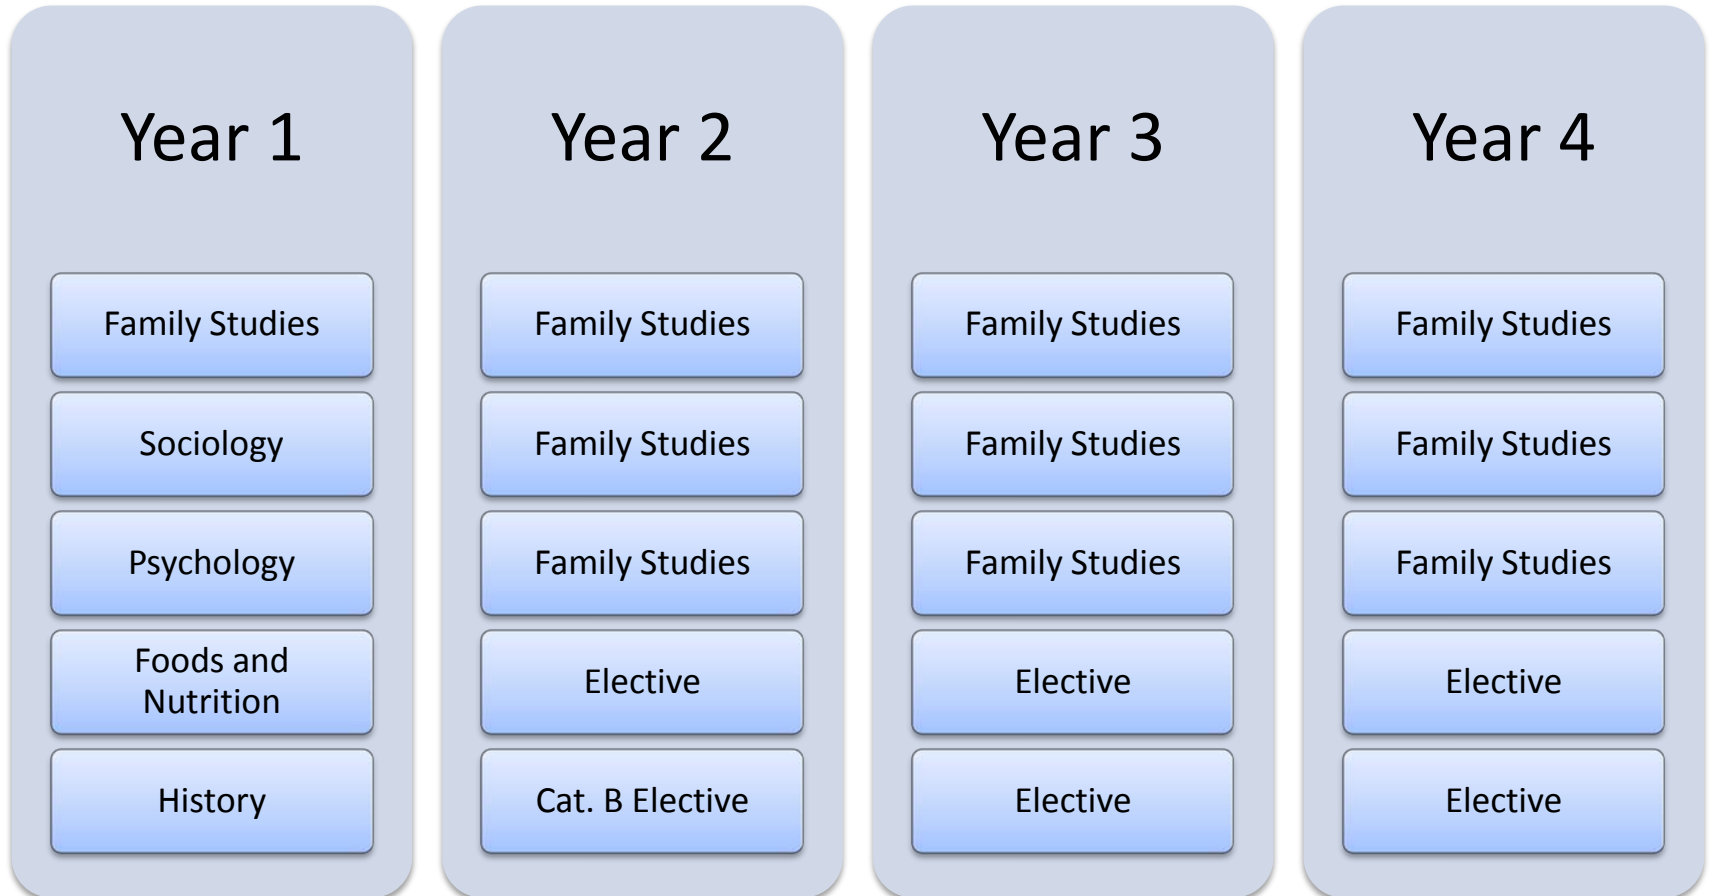 Year 1
Family Studies
Sociology
Psychology
Foods and
Nutrition
History
Year 2
Family Studies
Family Studies
Family Studies
Elective
Cat. B Elective
Year 3
Family Studies
Family Studies
Family Studies
Elective
Elective
Year 4
Family Studies
Family Studies
Family Studies
Elective
Elective